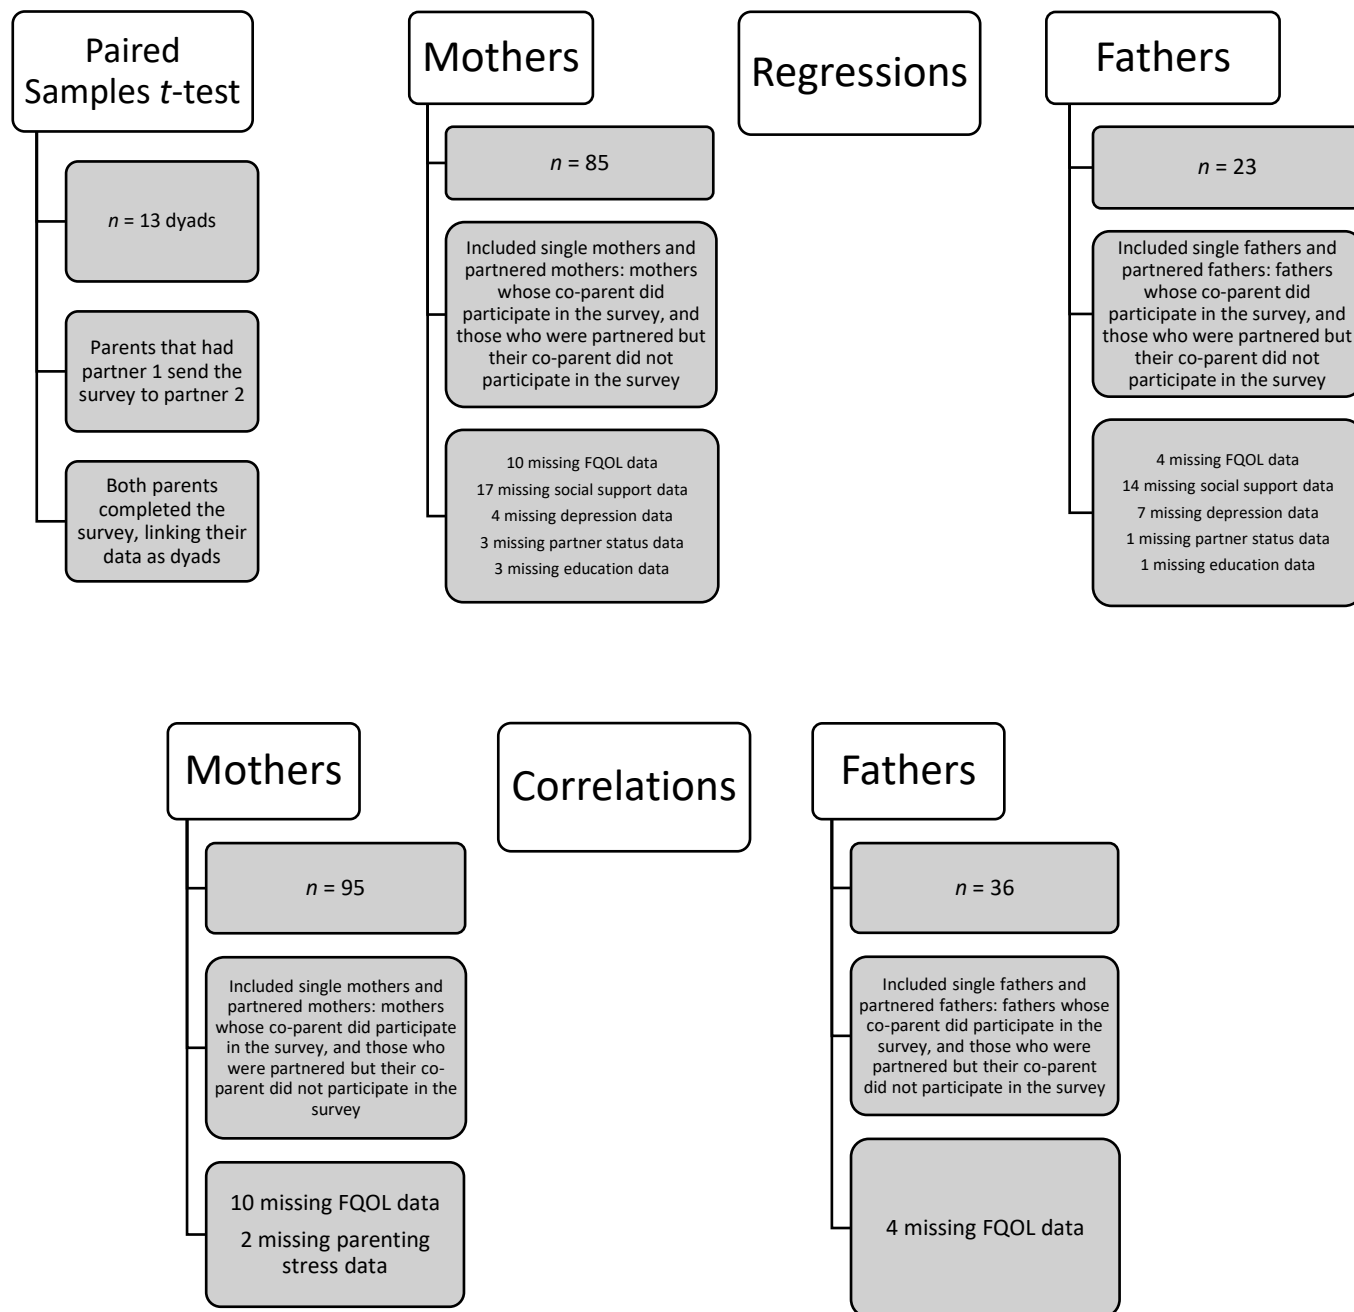 Paired
Samples t-test
n = 13 dyads
Parents that had
partner 1 send the
survey to partner 2
Both parents
completed the
survey, linking their
data as dyads
Mothers
n = 85
Included single mothers and
partnered mothers: mothers
whose co-parent did
participate in the survey, and
those who were partnered but
their co-parent did not
participate in the survey
10 missing FQOL data
17 missing social support data
4 missing depression data
3 missing partner status data
3 missing education data
Regressions
Fathers
n = 23
Included single fathers and
partnered fathers: fathers
whose co-parent did
participate in the survey, and
those who were partnered but
their co-parent did not
participate in the survey
4 missing FQOL data
14 missing social support data
7 missing depression data
1 missing partner status data
1 missing education data
Mothers
n = 95
Included single mothers and
partnered mothers: mothers
whose co-parent did participate
in the survey, and those who
were partnered but their co-
parent did not participate in the
survey
10 missing FQOL data
2 missing parenting
stress data
Correlations
Fathers
n = 36
Included single fathers and
partnered fathers: fathers whose
co-parent did participate in the
survey, and those who were
partnered but their co-parent
did not participate in the survey
4 missing FQOL data